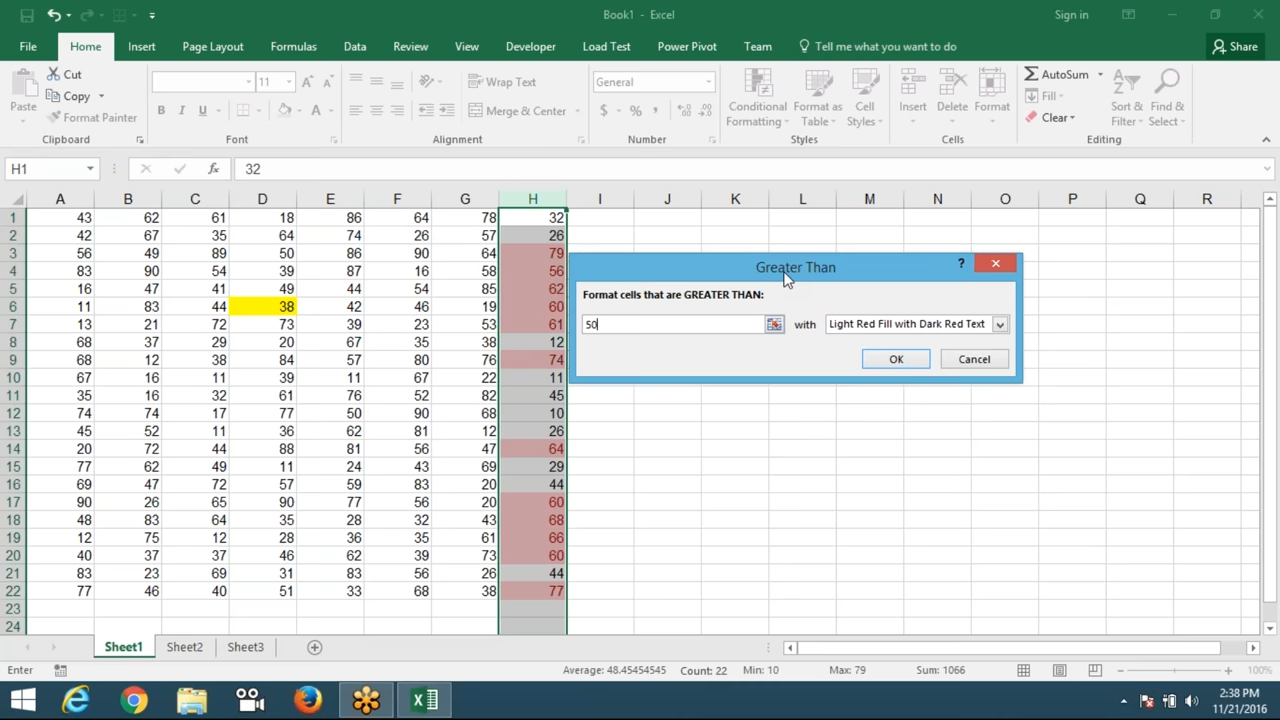 Book1 - Excel
Sign in
File Home Insert Page Layout Formulas Data Review View Developer Load Test Power Pivot Team Tell me what you want to do Share
Paste
Cut
Copy
Format Painter
11
B I U
Wrap Text
Merge & Center
General
$ % ,
Conditional Formatting
Format as Table
Cell Styles
Insert Delete Format
AutoSum
Fill
Clear
Sort & Filter
Find & Select
Clipboard Font Alignment Number Styles Cells Editing
H1 fx 32
A B C D E F G H I J K L M N O P Q R
1 43 62 61 18 86 64 78 32
2 42 67 35 64 74 26 57 26
3 56 49 89 50 86 90 64 79
4 83 90 54 39 87 16 58 56
5 16 47 41 49 44 54 85 62
6 11 83 44 38 42 46 19 60
7 13 21 72 73 39 23 53 61
8 68 37 29 20 67 35 38 12
9 68 12 38 84 57 80 76 74
10 67 16 11 39 11 67 22 11
11 35 16 32 61 76 52 82 45
12 74 74 17 77 50 90 68 10
13 45 52 11 36 62 81 12 26
14 20 72 44 88 81 56 47 64
15 77 62 49 11 24 43 69 29
16 69 47 72 57 59 83 20 44
17 90 26 65 90 77 56 20 60
18 48 83 64 35 28 32 43 68
19 12 75 12 28 36 35 61 66
20 40 37 37 46 62 39 73 60
21 83 23 69 31 83 56 26 44
22 77 46 40 51 33 68 38 77
23
24
Greater Than
?
Format cells that are GREATER THAN:
50 with Light Red Fill with Dark Red Text
OK Cancel
Sheet1 Sheet2 Sheet3
Enter Average: 48.45454545 Count: 22 Min: 10 Max: 79 Sum: 1066 100%
2:38 PM
11/21/2016